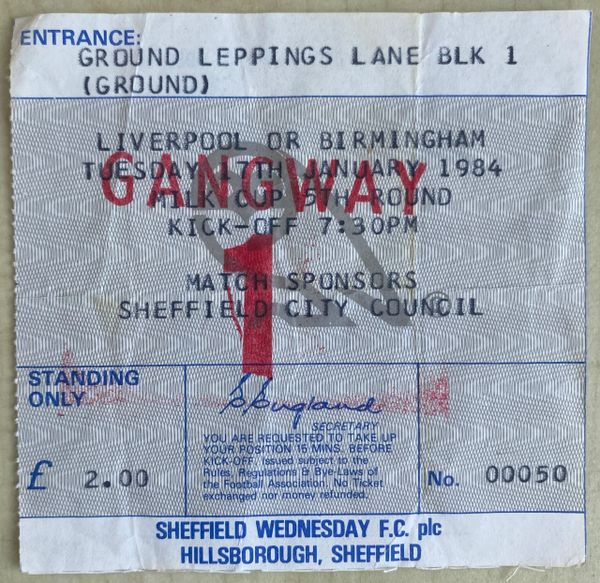 ENTRANCE:
GROUND LEPPINGS LANE BLK 1
(GROUND)
LIVERPOOL OR BIRMINGHAM
TUESDAY 17TH JANUARY 1984
GANGWAY
MILK CUP 5TH ROUND
KICK-OFF 7:30PM
1
MATCH SPONSORS
SHEFFIELD CITY COUNCIL
STANDING
ONLY
£ 2.00
SECRETARY
YOU ARE REQUESTED TO TAKE UP
YOUR POSITION 15 MINS. BEFORE
KICK-OFF. Issued subject to the
Rules, Regulations & Bye-Laws of
the Football Association. No Ticket
exchanged nor money refunded.
No. 00050
SHEFFIELD WEDNESDAY F.C. plc
HILLSBOROUGH, SHEFFIELD